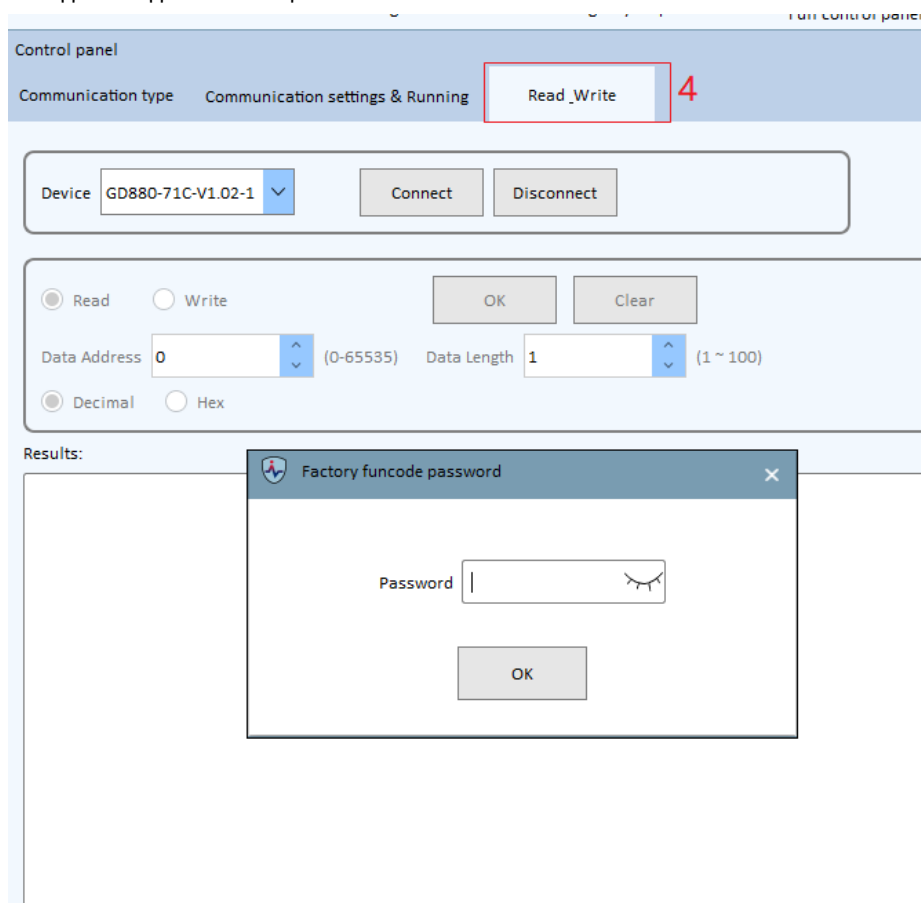 Control panel
Communication type Communication settings & Running Read_Write 4
Device GD880-71C-V1.02-1 Connect Disconnect
Read Write OK Clear
Data Address 0 (0-65535) Data Length 1 (1 ~ 100)
Decimal Hex
Results:
Factory funcode password
Password
OK